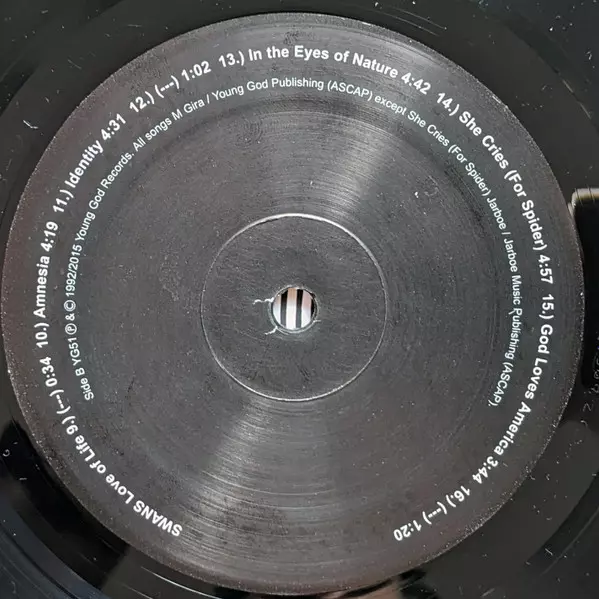 SWANS Love of Life 9.) (---) 0:34 10.) Amnesia 4:19 11.) Identity 4:31 12.) (---) 1:02 13.) In the Eyes of Nature 4:42 14.) She Cries (For Spider) 4:57 15.) God Loves America 3:44 16.) (---) 1:20
Side B YG51 ℗ & © 1992/2015 Young God Records. All songs M Gira / Young God Publishing (ASCAP) except She Cries (For Spider) Jarboe / Jarboe Music Publishing (ASCAP).